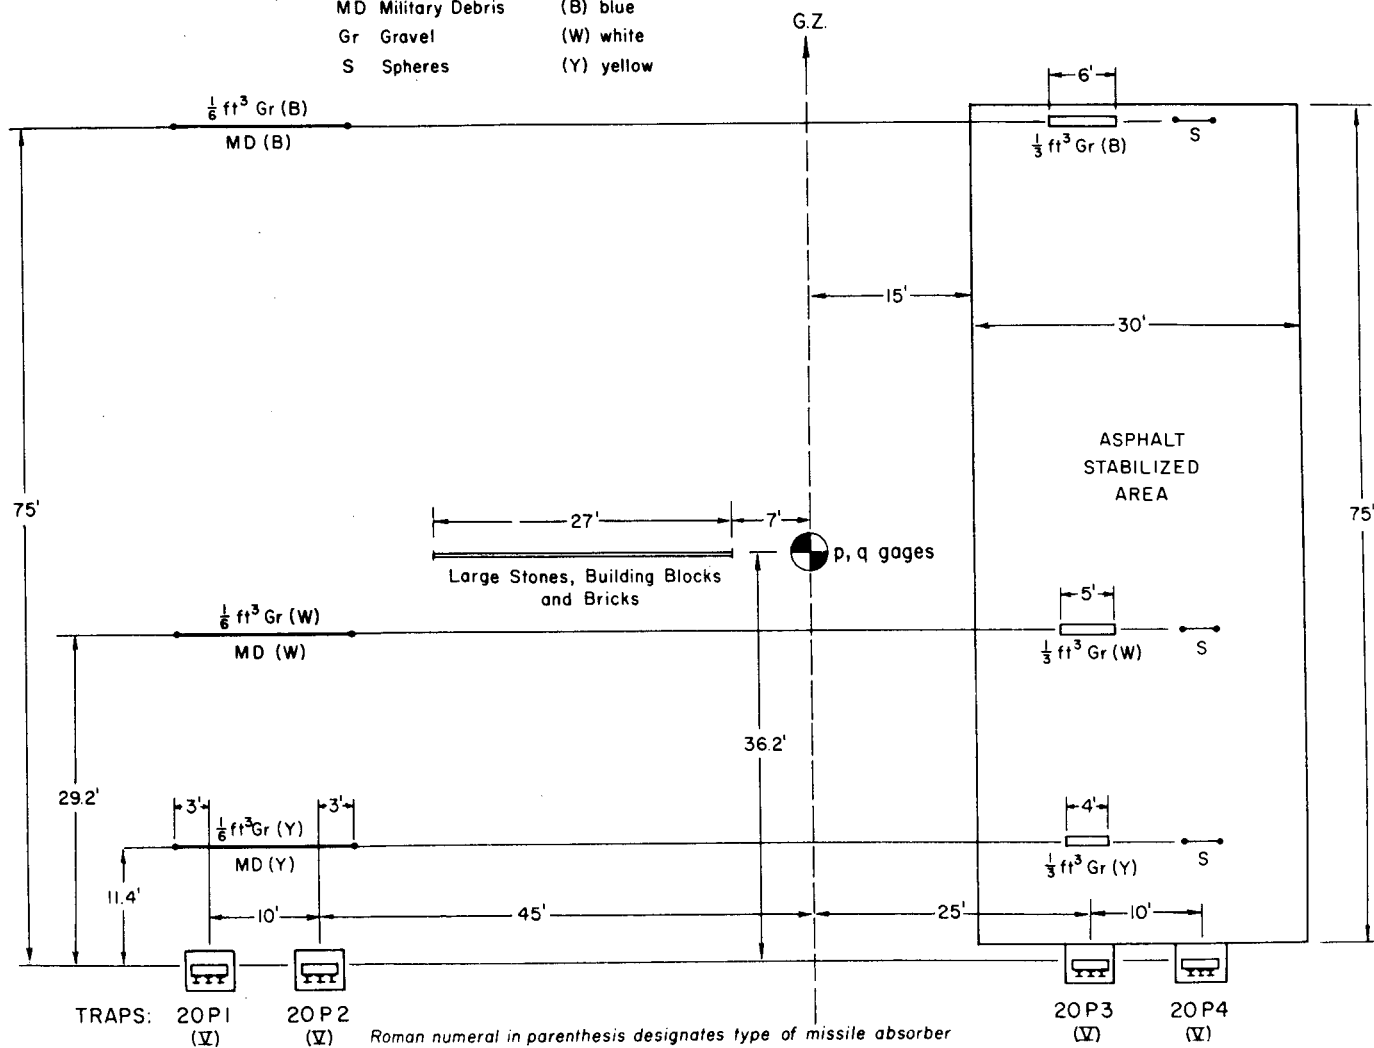 MD Military Debris (B) blue
Gr Gravel (W) white
S Spheres (Y) yellow
G.Z.
6'
1/6 ft³ Gr (B)
MD (B)
1/3 ft³ Gr (B)
S
15'
30'
ASPHALT
STABILIZED
AREA
75'
75'
27'
7'
p, q gages
Large Stones, Building Blocks
and Bricks
5'
1/6 ft³ Gr (W)
MD (W)
1/3 ft³ Gr (W)
S
36.2'
29.2'
3'
3'
4'
1/6 ft³ Gr (Y)
MD (Y)
1/3 ft³ Gr (Y)
S
11.4'
10'
45'
25'
10'
TRAPS: 20P1 20P2 20P3 20P4
(V) (V) (V) (V)
Roman numeral in parenthesis designates type of missile absorber